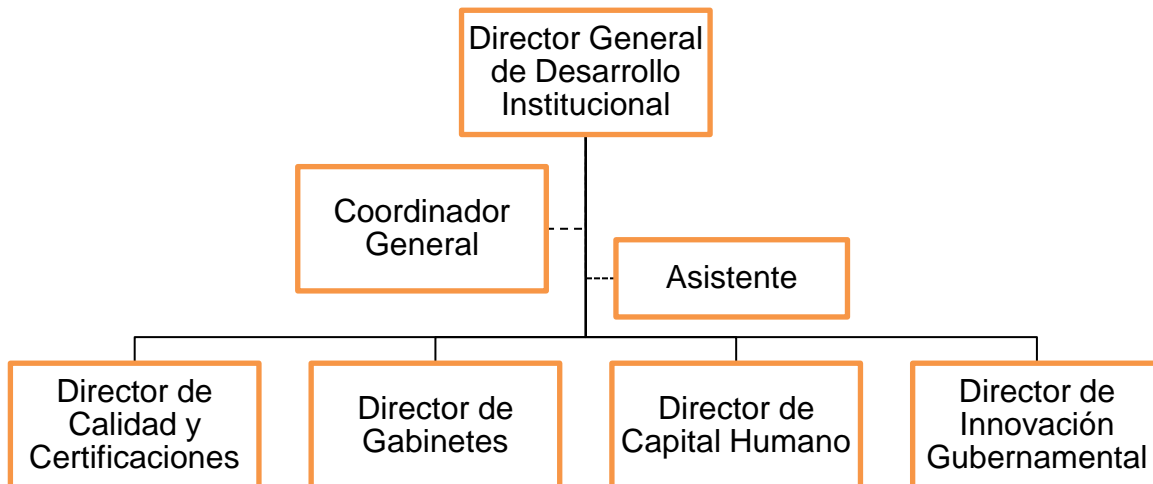 Director General
de Desarrollo
Institucional
Coordinador
General
Asistente
Director de
Calidad y
Certificaciones
Director de
Gabinetes
Director de
Capital Humano
Director de
Innovación
Gubernamental